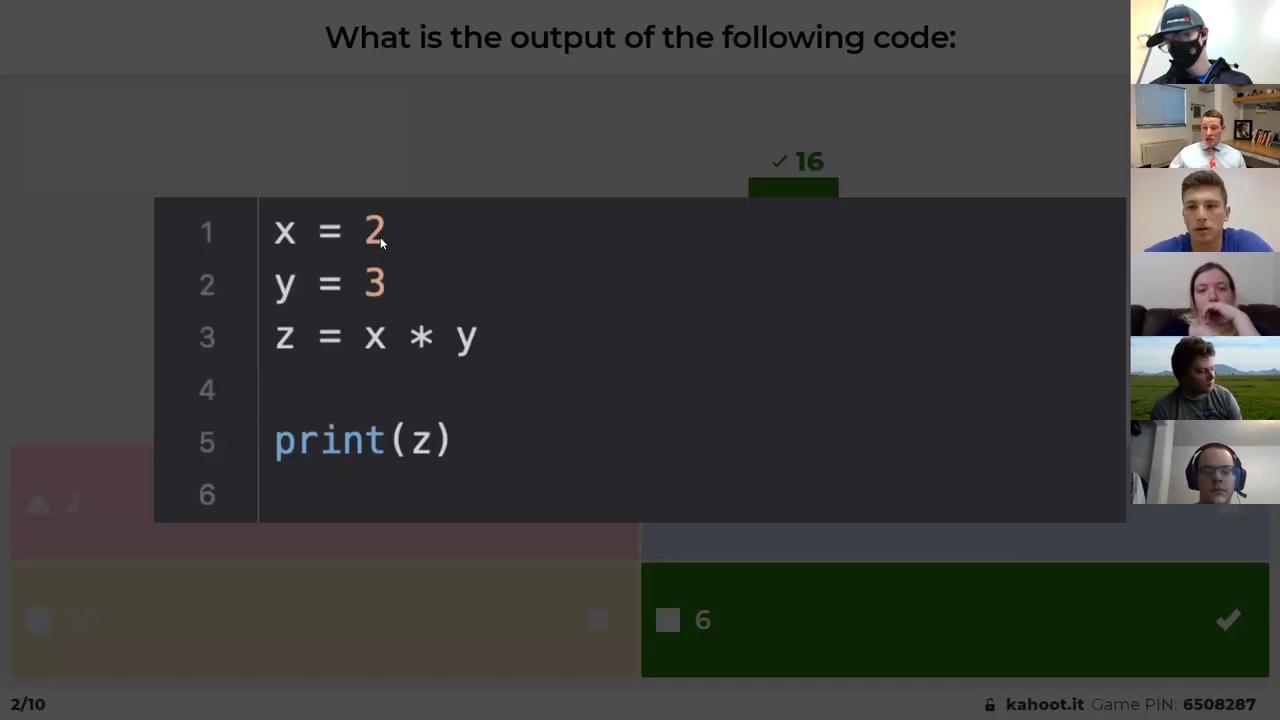 What is the output of the following code:
16
1 x = 2
2 y = 3
3 z = x * y
4
5 print(z)
6
2
6
2/10
kahoot.it Game PIN: 6508287